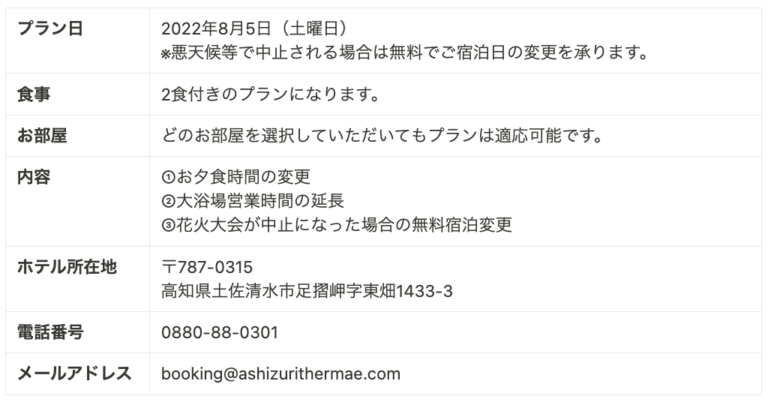 プラン日
2022年8月5日（土曜日）
※悪天候等で中止される場合は無料でご宿泊日の変更を承ります。
食事
2食付きのプランになります。
お部屋
どのお部屋を選択していただいてもプランは適応可能です。
内容
①お夕食時間の変更
②大浴場営業時間の延長
③花火大会が中止になった場合の無料宿泊変更
ホテル所在地
〒787-0315
高知県土佐清水市足摺岬字東畑1433-3
電話番号
0880-88-0301
メールアドレス
booking@ashizurithermae.com